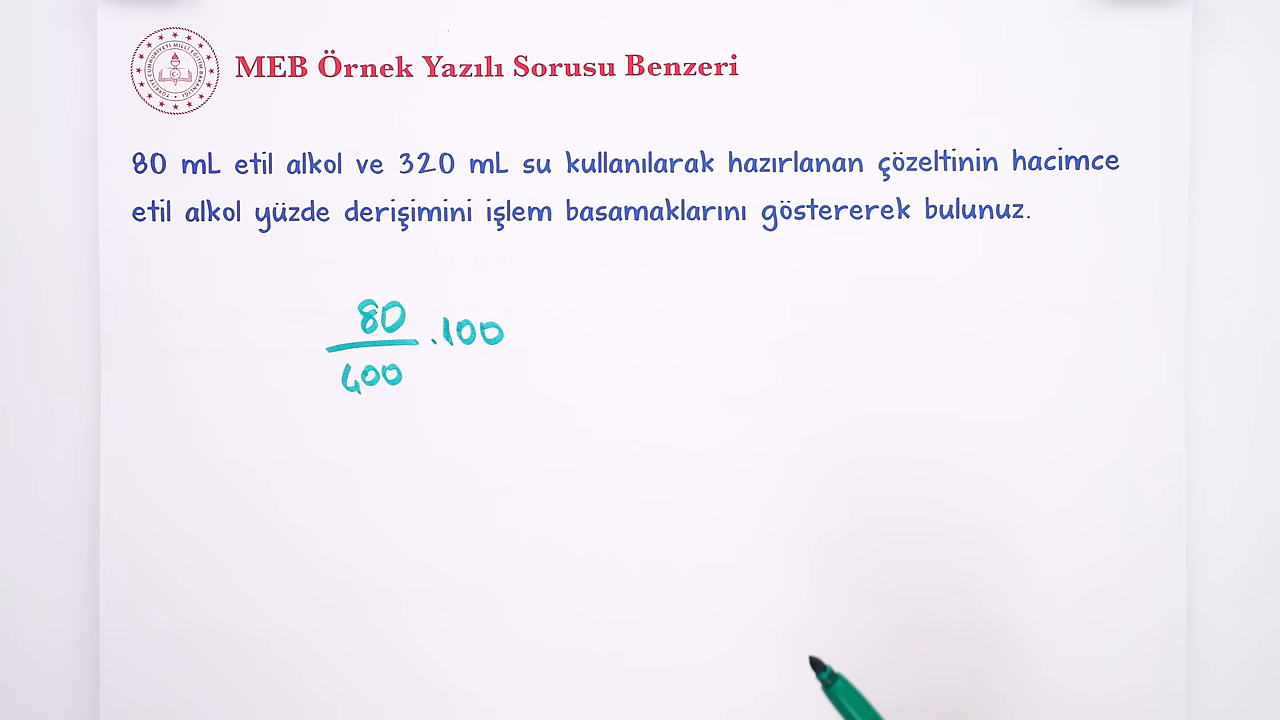 MEB Örnek Yazılı Sorusu Benzeri
80 mL etil alkol ve 320 mL su kullanılarak hazırlanan çözeltinin hacimce
etil alkol yüzde derişimini işlem basamaklarını göstererek bulunuz.
80
.100
400